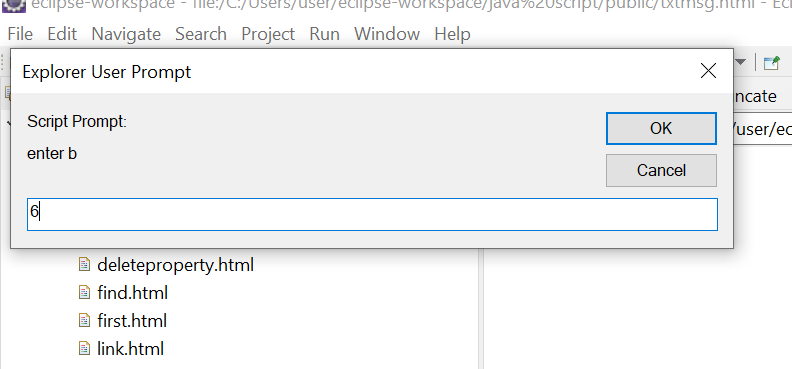 eclipse-workspace - file:/C:/Users/user/eclipse-workspace/java%20script/public/txtmsg.html - Ecl
File Edit Navigate Search Project Run Window Help
Explorer User Prompt
Script Prompt:
OK
enter b
Cancel
6
ncate
/user/ec
deleteproperty.html
find.html
first.html
link.html